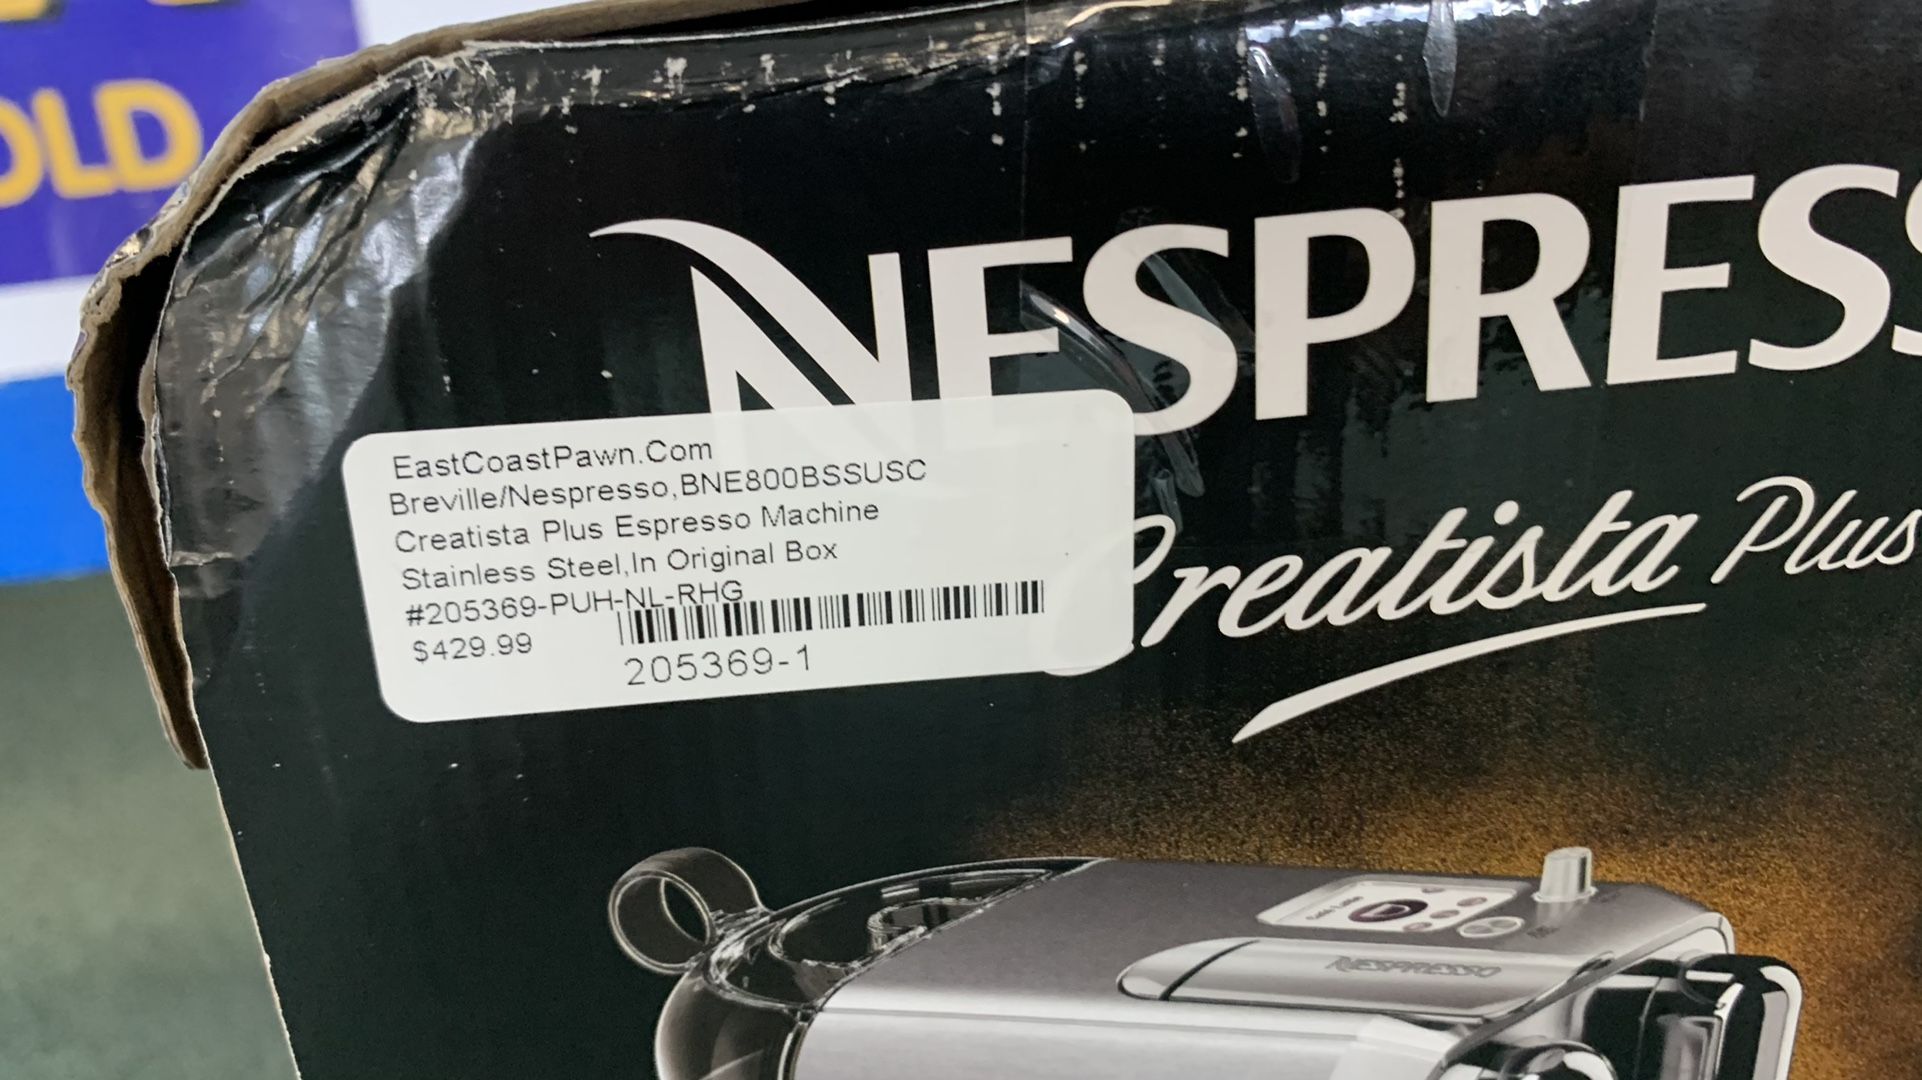 OLD
NESPRESS
EastCoastPawn.Com
Breville/Nespresso,BNE800BSSUSC
Creatista Plus Espresso Machine
Stainless Steel,In Original Box
#205369-PUH-NL-RHG
$429.99
205369-1
Creatista Plus
NESPRESSO